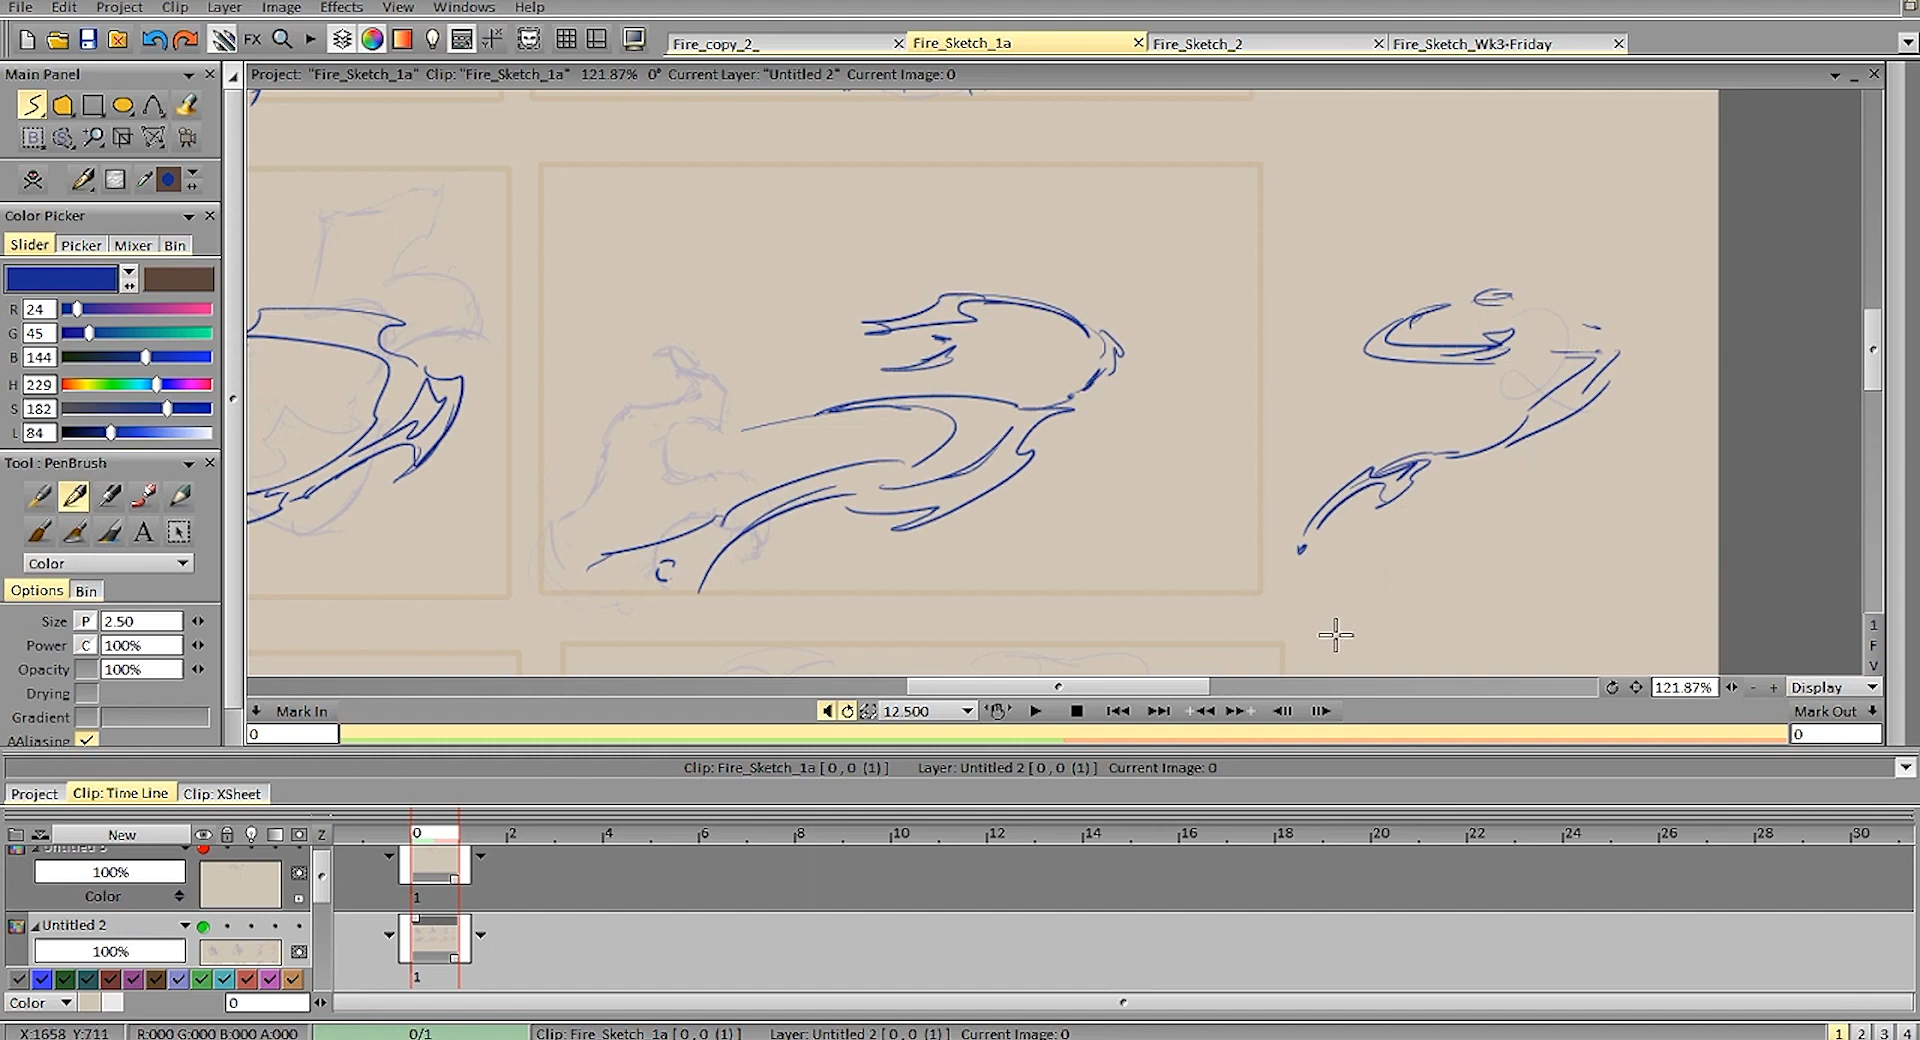 File Edit Project Clip Layer Image Effects View Windows Help
FX
Fire_copy_2_
Fire_Sketch_1a
Fire_Sketch_2
Fire_Sketch_Wk3-Friday
Main Panel
Project: "Fire_Sketch_1a" Clip: "Fire_Sketch_1a" 121.87% 0° Current Layer: "Untitled 2" Current Image: 0
Color Picker
Slider Picker Mixer Bin
R 24
G 45
B 144
H 229
S 182
L 84
Tool : PenBrush
A
Color
Options Bin
Size P 2.50
Power C 100%
Opacity 100%
Drying
Gradient
AAliasing
1
F
V
121.87% - + Display
Mark In
12.500
Mark Out
0
0
Clip: Fire_Sketch_1a [ 0 , 0 (1) ] Layer: Untitled 2 [ 0 , 0 (1) ] Current Image: 0
Project Clip: Time Line Clip: XSheet
New Z
0 2 4 6 8 10 12 14 16 18 20 22 24 26 28 30
100%
Color
1
Untitled 2
100%
1
Color 0
X:1658 Y:711 R:000 G:000 B:000 A:000 0/1 Clip: Fire_Sketch_1a [ 0 , 0 (1) ] Layer: Untitled 2 [ 0 , 0 (1) ] Current Image: 0 1 2 3 4